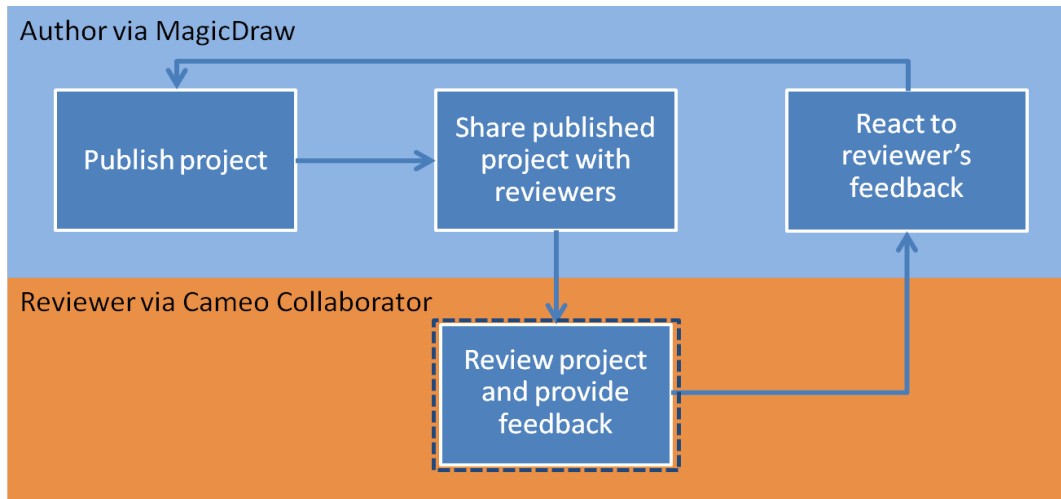 Author via MagicDraw
Publish project
Share published
project with
reviewers
React to
reviewer’s
feedback
Reviewer via Cameo Collaborator
Review project
and provide
feedback